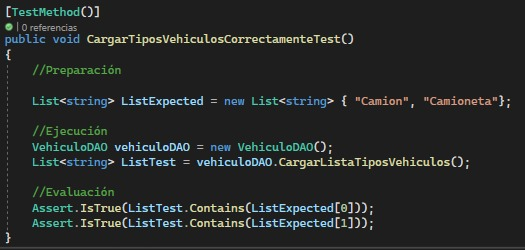 [TestMethod()]
| 0 referencias
public void CargarTiposVehiculosCorrectamenteTest()
{
//Preparación
List<string> ListExpected = new List<string> { "Camion", "Camioneta"};
//Ejecución
VehiculoDAO vehiculoDAO = new VehiculoDAO();
List<string> ListTest = vehiculoDAO.CargarListaTiposVehiculos();
//Evaluación
Assert.IsTrue(ListTest.Contains(ListExpected[0]));
Assert.IsTrue(ListTest.Contains(ListExpected[1]));
}